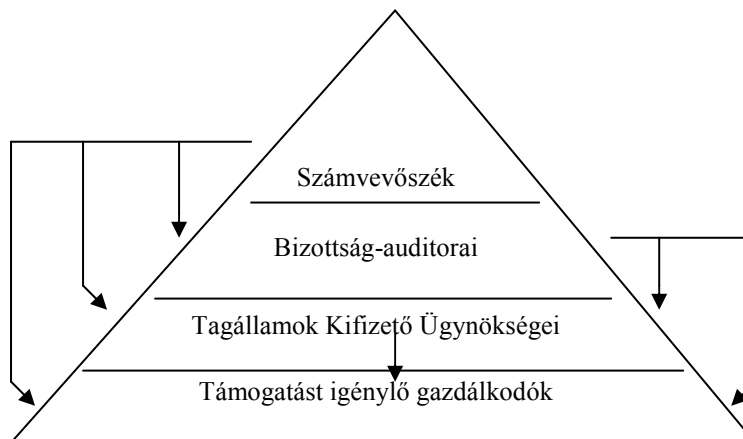 Számvevőszék
Bizottság-auditorai
Tagállamok Kifizető Ügynökségei
Támogatást igénylő gazdálkodók